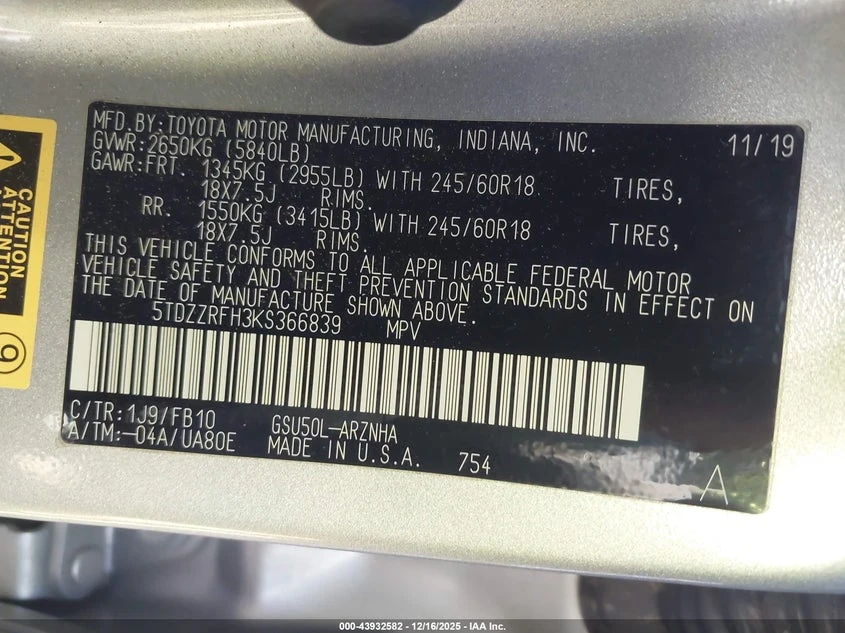 MFD.BY:TOYOTA MOTOR MANUFACTURING, INDIANA, INC. 11/19
GVWR:2650KG (5840LB)
GAWR:FRT. 1345KG (2955LB) WITH 245/60R18 TIRES,
18X7.5J RIMS.
RR. 1550KG (3415LB) WITH 245/60R18 TIRES,
18X7.5J RIMS.
THIS VEHICLE CONFORMS TO ALL APPLICABLE FEDERAL MOTOR
VEHICLE SAFETY AND THEFT PREVENTION STANDARDS IN EFFECT ON
THE DATE OF MANUFACTURE SHOWN ABOVE.
5TDZZRFH3KS366839 MPV
C/TR:1J9/FB10 GSU50L-ARZNHA
A/TM:-04A/UA80E MADE IN U.S.A. 754
A
CAUTION
ATTENTION
9
000-43932582 - 12/16/2025 - IAA Inc.